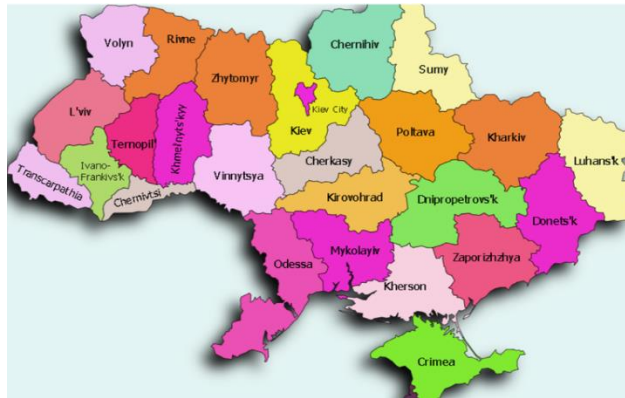 Volyn
Rivne
Chernihiv
Sumy
Zhytomyr
Kiev City
Kiev
L'viv
Ternopil'
Khmelnyts'kyy
Poltava
Kharkiv
Luhans'k
Ivano-
Frankivs'k
Transcarpathia
Chernivtsi
Vinnytsya
Cherkasy
Kirovohrad
Dnipropetrovs'k
Donets'k
Odessa
Mykolayiv
Zaporizhzhya
Kherson
Crimea